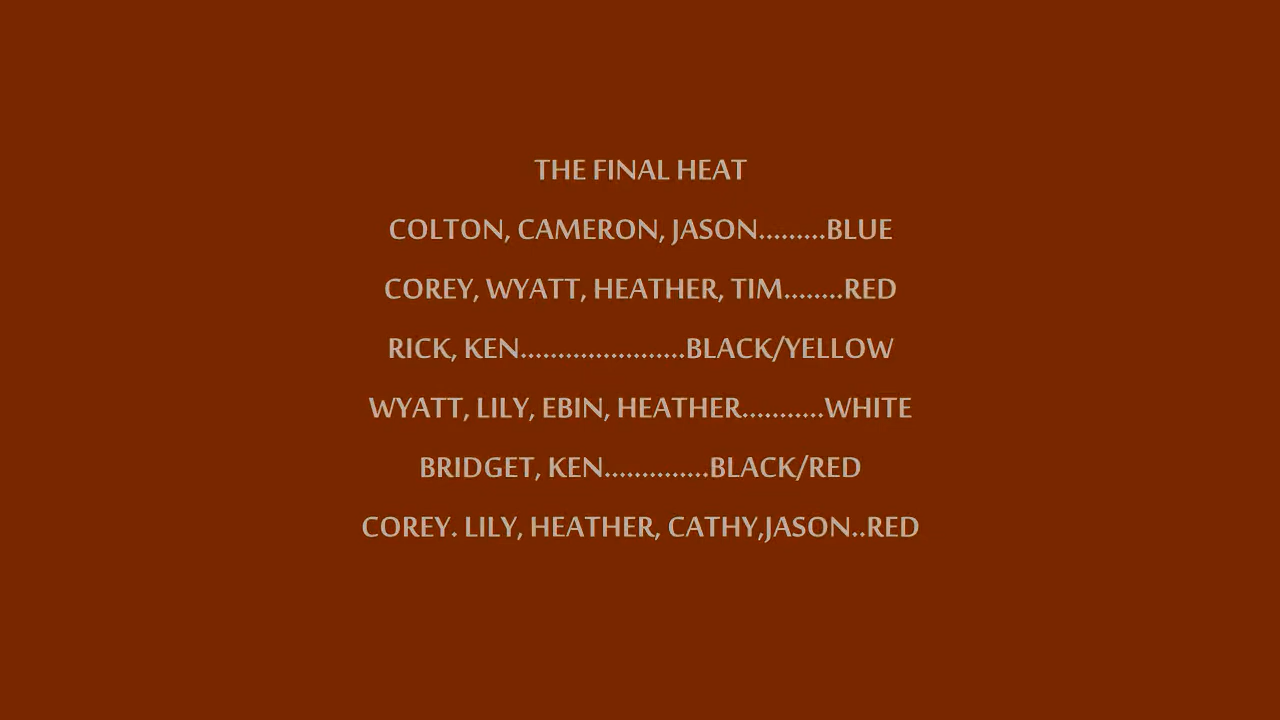 THE FINAL HEAT
COLTON, CAMERON, JASON.........BLUE
COREY, WYATT, HEATHER, TIM........RED
RICK, KEN......................BLACK/YELLOW
WYATT, LILY, EBIN, HEATHER...........WHITE
BRIDGET, KEN..............BLACK/RED
COREY. LILY, HEATHER, CATHY,JASON..RED